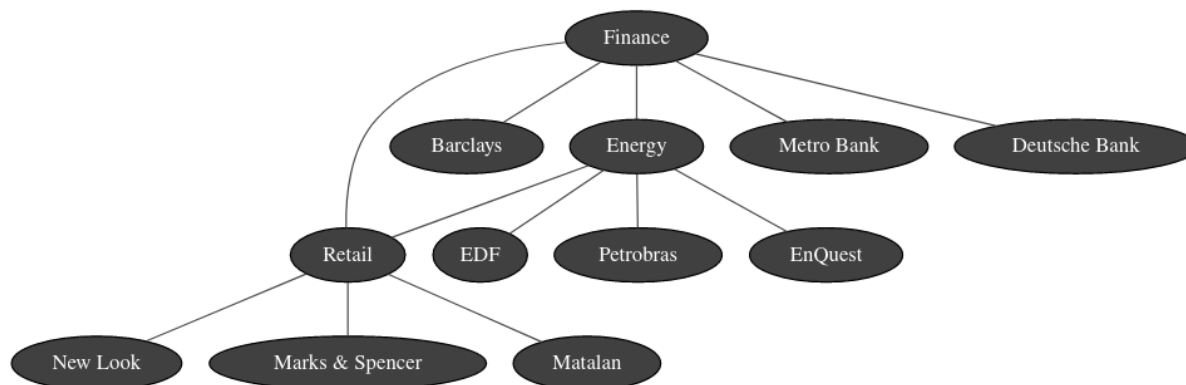 Finance
Barclays
Energy
Metro Bank
Deutsche Bank
Retail
EDF
Petrobras
EnQuest
New Look
Marks & Spencer
Matalan